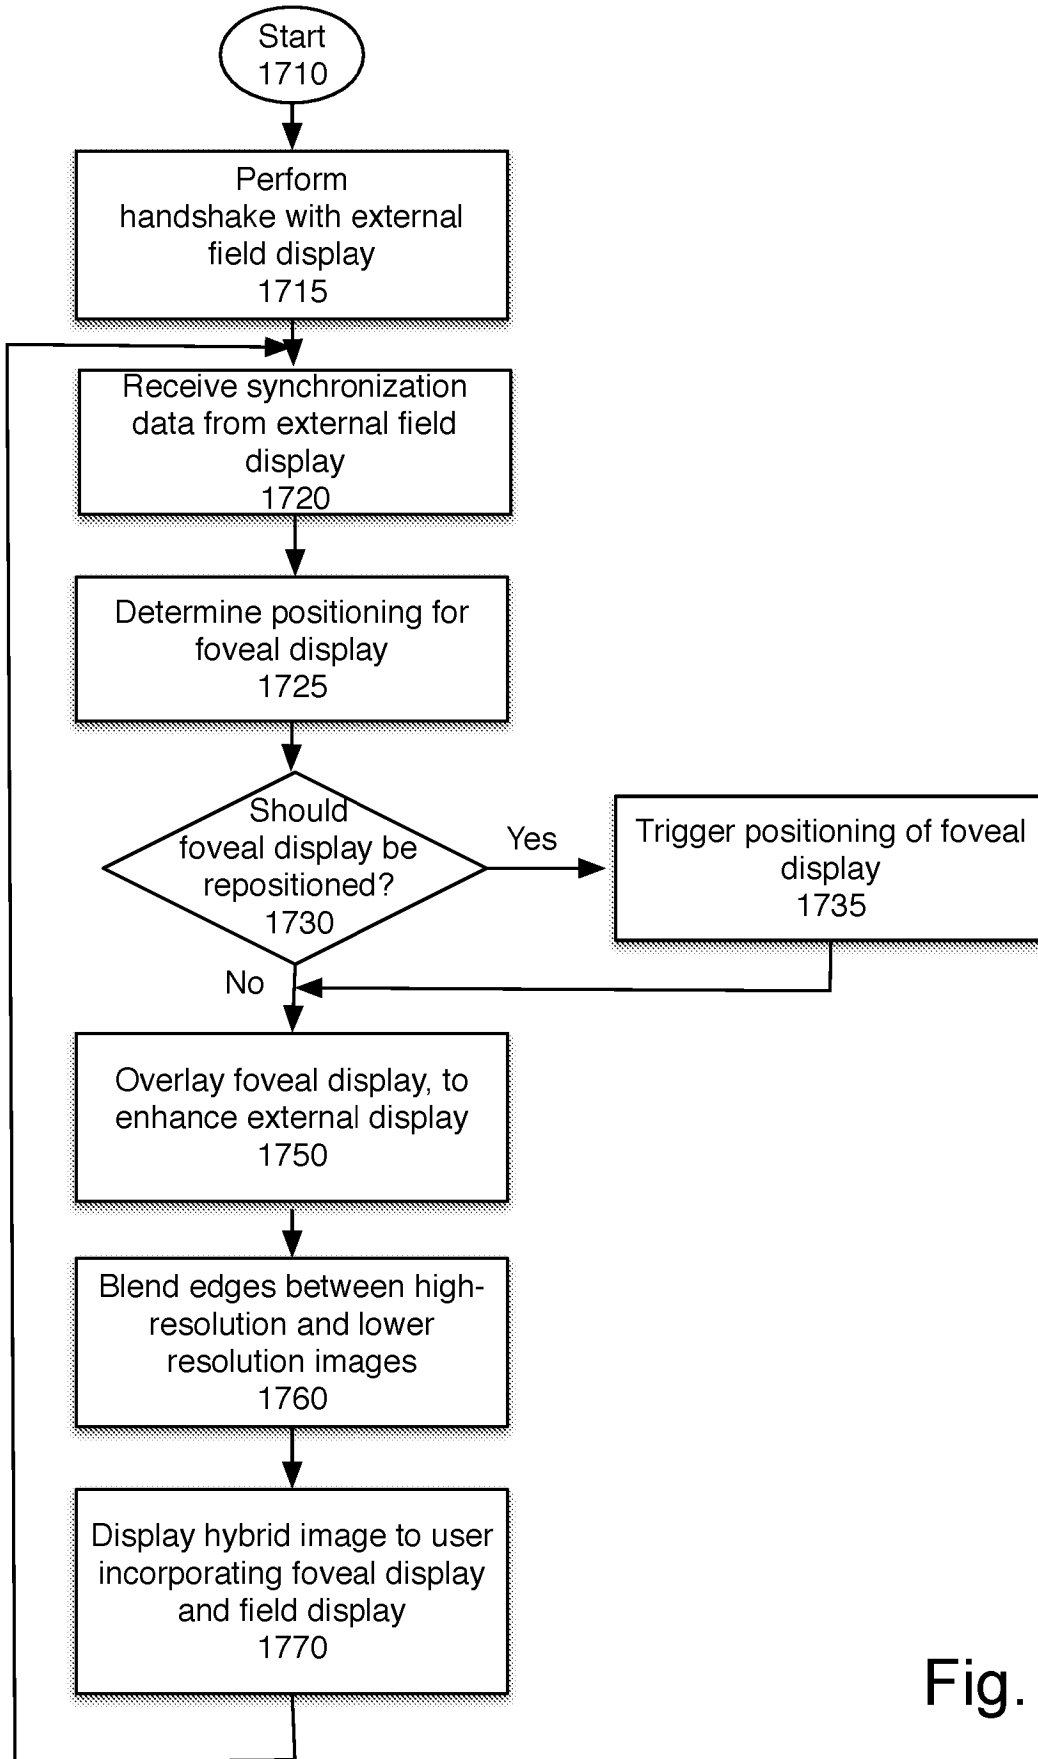 Start
1710
Perform
handshake with external
field display
1715
Receive synchronization
data from external field
display
1720
Determine positioning for
foveal display
1725
Should
foveal display be
repositioned?
1730
Yes
Trigger positioning of foveal
display
1735
No
Overlay foveal display, to
enhance external display
1750
Blend edges between high-
resolution and lower
resolution images
1760
Display hybrid image to user
incorporating foveal display
and field display
1770
Fig.